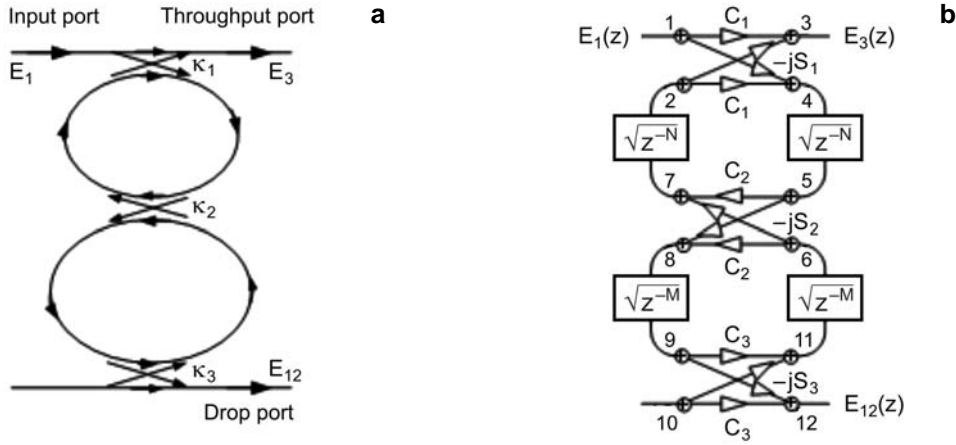 Input port Throughput port a
E₁ κ₁ E₃
κ₂
κ₃ E₁₂
Drop port
b
E₁(z) 1 C₁ 3 E₃(z)
-jS₁
2 C₁ 4
√z⁻ᴺ √z⁻ᴺ
7 C₂ 5
-jS₂
8 C₂ 6
√z⁻ᴹ √z⁻ᴹ
9 C₃ 11
-jS₃
10 C₃ 12 E₁₂(z)